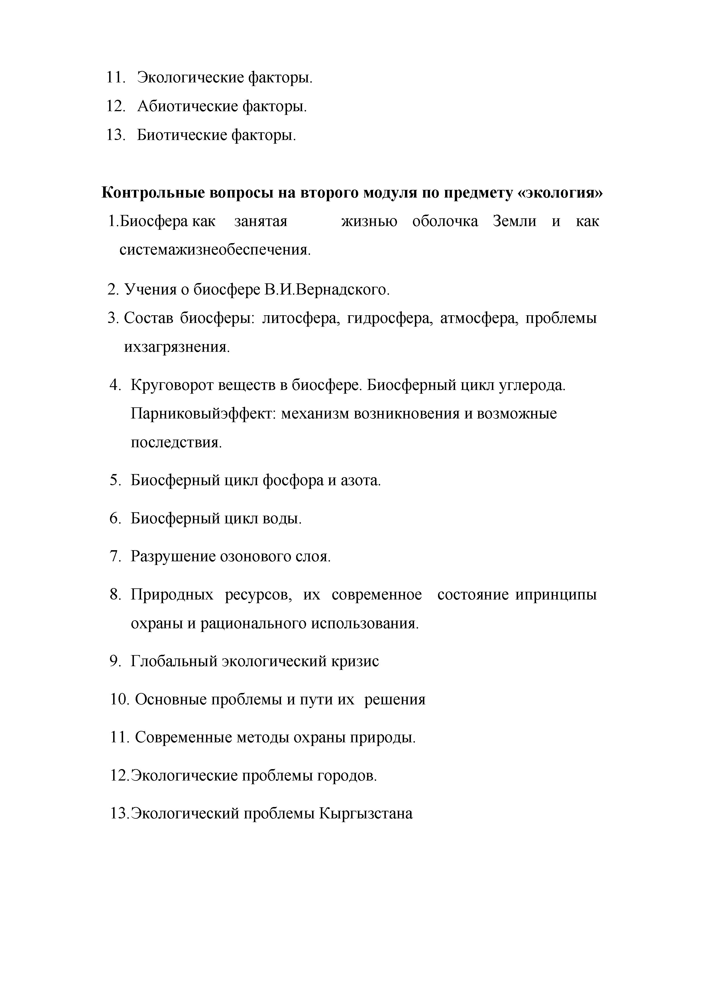 11. Экологические факторы.
12. Абиотические факторы.
13. Биотические факторы.
Контрольные вопросы на второго модуля по предмету «экология»
1.Биосфера как занятая жизнью оболочка Земли и как
системажизнеобеспечения.
2. Учения о биосфере В.И.Вернадского.
3. Состав биосферы: литосфера, гидросфера, атмосфера, проблемы
ихзагрязнения.
4. Круговорот веществ в биосфере. Биосферный цикл углерода.
Парниковыйэффект: механизм возникновения и возможные
последствия.
5. Биосферный цикл фосфора и азота.
6. Биосферный цикл воды.
7. Разрушение озонового слоя.
8. Природных ресурсов, их современное состояние ипринципы
охраны и рационального использования.
9. Глобальный экологический кризис
10. Основные проблемы и пути их решения
11. Современные методы охраны природы.
12.Экологические проблемы городов.
13.Экологический проблемы Кыргызстана